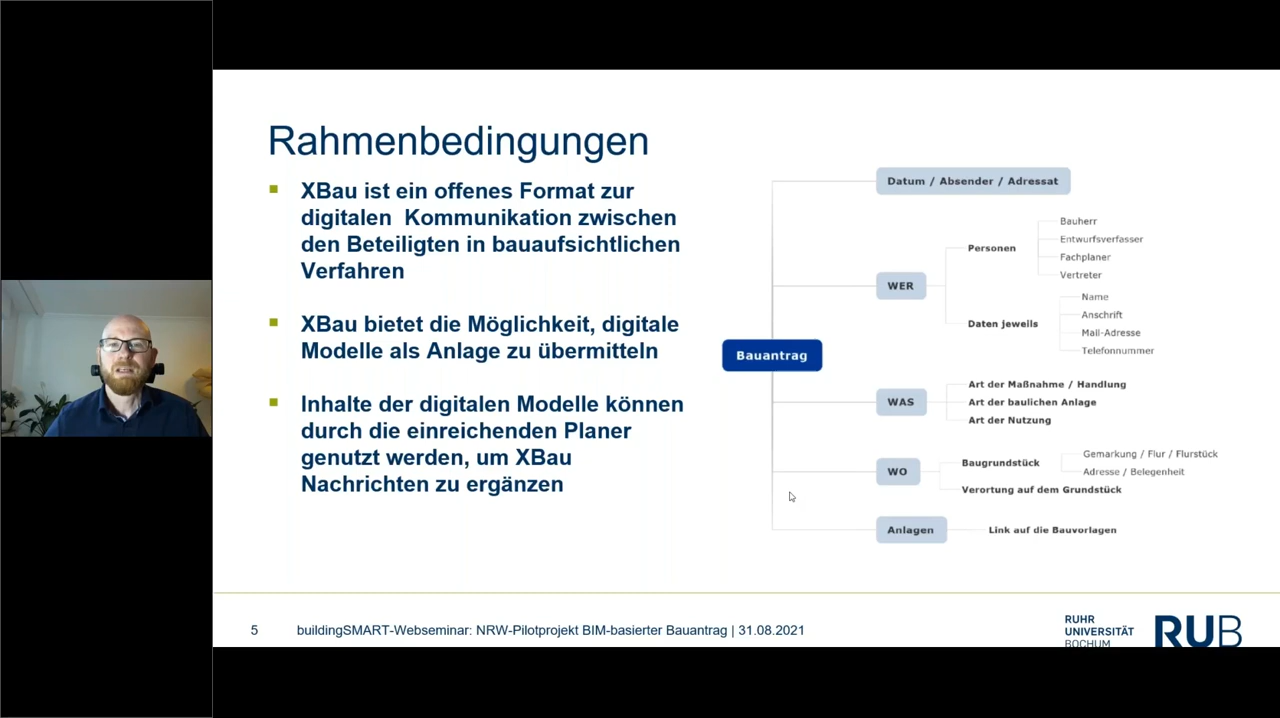 Rahmenbedingungen
XBau ist ein offenes Format zur
digitalen Kommunikation zwischen
den Beteiligten in bauaufsichtlichen
Verfahren
XBau bietet die Möglichkeit, digitale
Modelle als Anlage zu übermitteln
Inhalte der digitalen Modelle können
durch die einreichenden Planer
genutzt werden, um XBau
Nachrichten zu ergänzen
Bauantrag
Datum / Absender / Adressat
WER
Personen
Bauherr
Entwurfsverfasser
Fachplaner
Vertreter
Daten jeweils
Name
Anschrift
Mail-Adresse
Telefonnummer
WAS
Art der Maßnahme / Handlung
Art der baulichen Anlage
Art der Nutzung
WO
Baugrundstück
Gemarkung / Flur / Flurstück
Adresse / Belegenheit
Verortung auf dem Grundstück
Anlagen
Link auf die Bauvorlagen
5
buildingSMART-Webseminar: NRW-Pilotprojekt BIM-basierter Bauantrag | 31.08.2021
RUHR
UNIVERSITÄT
BOCHUM
RUB